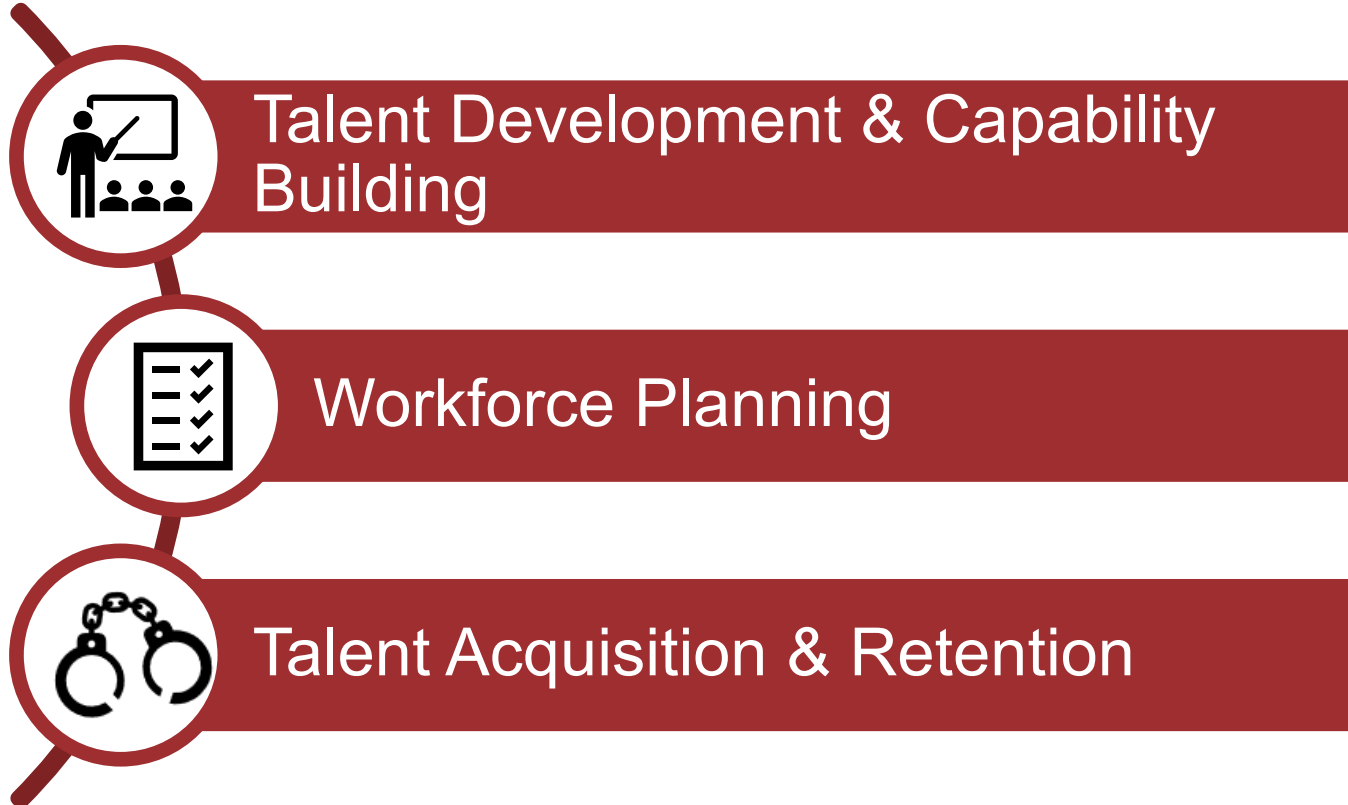 Talent Development & Capability
Building
Workforce Planning
Talent Acquisition & Retention